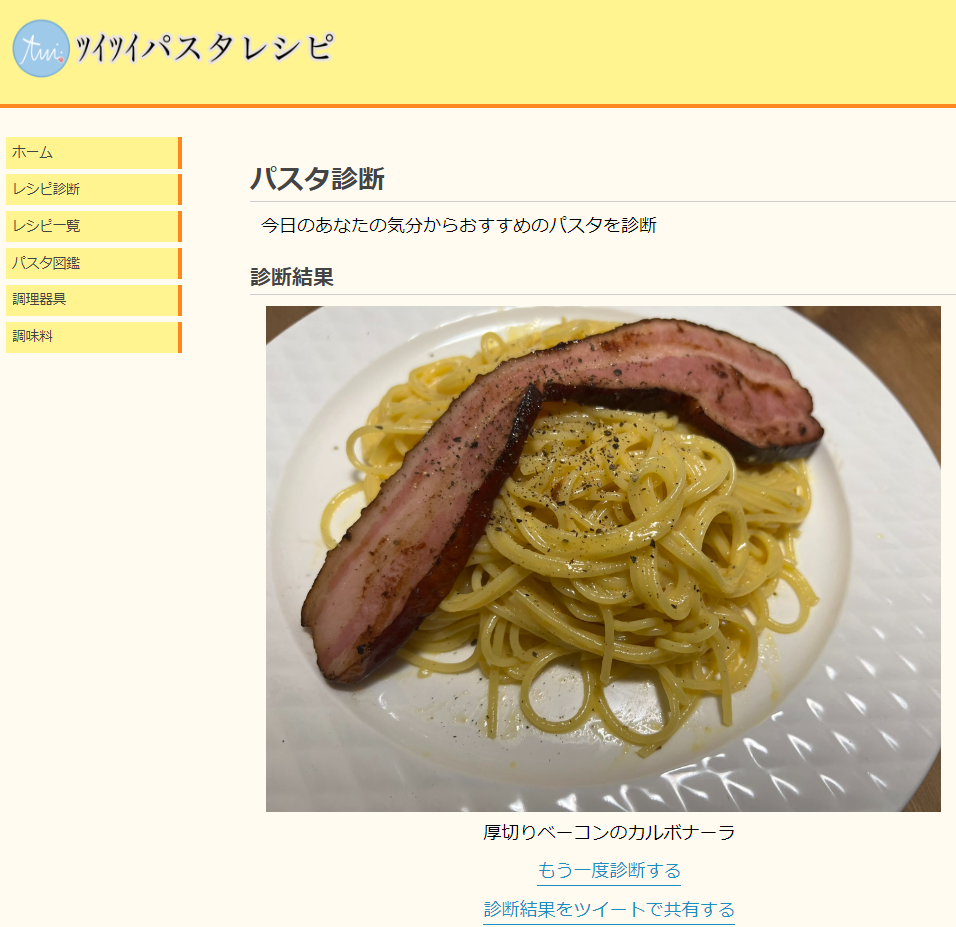 Twi
ツイツイパスタレシピ
ホーム
レシピ診断
レシピ一覧
パスタ図鑑
調理器具
調味料
パスタ診断
今日のあなたの気分からおすすめのパスタを診断
診断結果
厚切りベーコンのカルボナーラ
もう一度診断する
診断結果をツイートで共有する